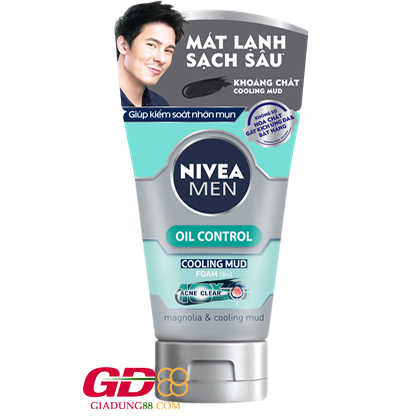 MÁT LẠNH
SẠCH SÂU
KHOÁNG CHẤT
COOLING MUD
Giúp kiểm soát nhờn mụn
NIVEA
MEN
OIL CONTROL
COOLING MUD
FOAM
10X
ACNE CLEAR
magnolia & cooling mud
GD88
GIADUNG88.COM